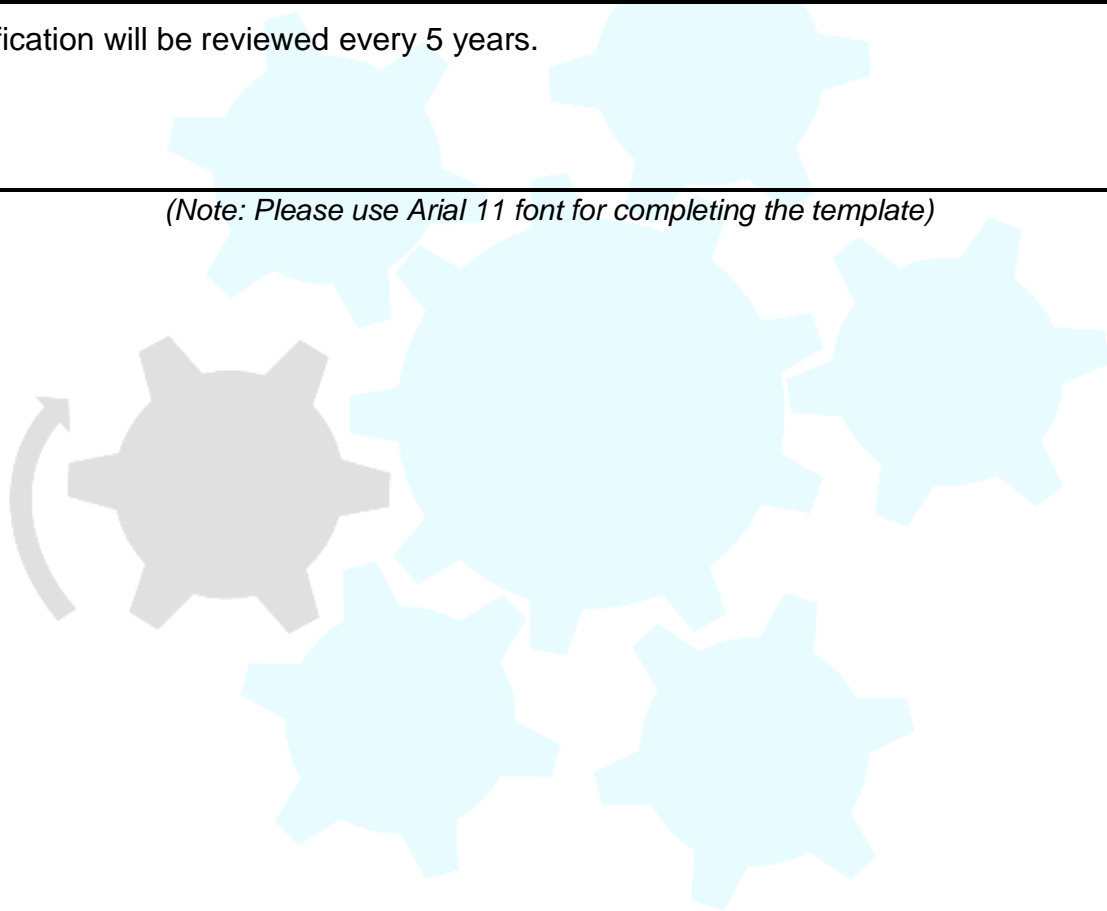 fication will be reviewed every 5 years.
(Note: Please use Arial 11 font for completing the template)